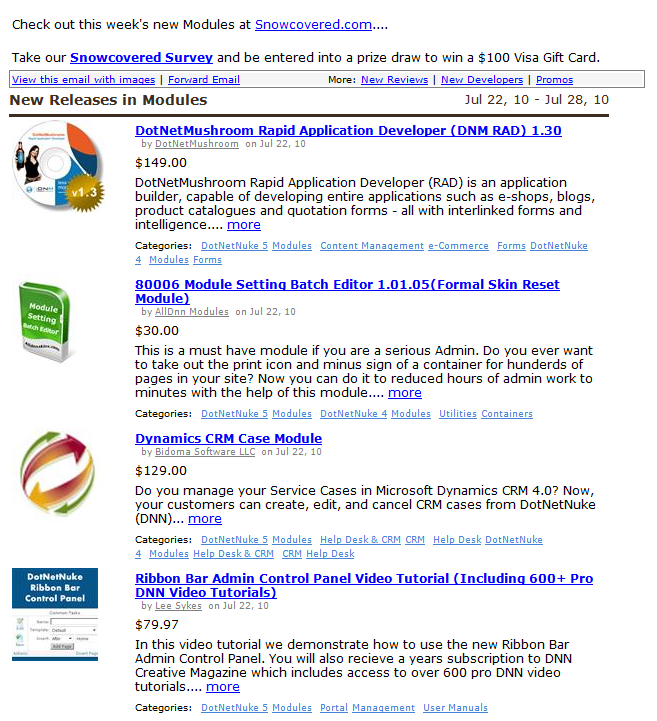 Check out this week's new Modules at Snowcovered.com....
Take our Snowcovered Survey and be entered into a prize draw to win a $100 Visa Gift Card.
View this email with images | Forward Email More: New Reviews | New Developers | Promos
New Releases in Modules Jul 22, 10 - Jul 28, 10
DotNetMushroom
v1.3
DotNetMushroom Rapid Application Developer (DNM RAD) 1.30
by DotNetMushroom on Jul 22, 10
$149.00
DotNetMushroom Rapid Application Developer (RAD) is an application
builder, capable of developing entire applications such as e-shops, blogs,
product catalogues and quotation forms - all with interlinked forms and
intelligence.... more
Categories: DotNetNuke 5 Modules Content Management e-Commerce Forms DotNetNuke
4 Modules Forms
Module
Setting
Batch Editor
80006 Module Setting Batch Editor 1.01.05(Formal Skin Reset
Module)
by AllDnn Modules on Jul 22, 10
$30.00
This is a must have module if you are a serious Admin. Do you ever want
to take out the print icon and minus sign of a container for hunderds of
pages in your site? Now you can do it to reduced hours of admin work to
minutes with the help of this module.... more
Categories: DotNetNuke 5 Modules DotNetNuke 4 Modules Utilities Containers
Dynamics CRM Case Module
by Bidoma Software LLC on Jul 22, 10
$129.00
Do you manage your Service Cases in Microsoft Dynamics CRM 4.0? Now,
your customers can create, edit, and cancel CRM cases from DotNetNuke
(DNN)... more
Categories: DotNetNuke 5 Modules Help Desk & CRM CRM Help Desk DotNetNuke
4 Modules Help Desk & CRM CRM Help Desk
DotNetNuke
Ribbon Bar
Control Panel
Common Tasks
Name:
Template: Default
Insert: After Home
Add Page
Ribbon Bar Admin Control Panel Video Tutorial (Including 600+ Pro
DNN Video Tutorials)
by Lee Sykes on Jul 22, 10
$79.97
In this video tutorial we demonstrate how to use the new Ribbon Bar
Admin Control Panel. You will also recieve a years subscription to DNN
Creative Magazine which includes access to over 600 pro DNN video
tutorials.... more
Categories: DotNetNuke 5 Modules Portal Management User Manuals